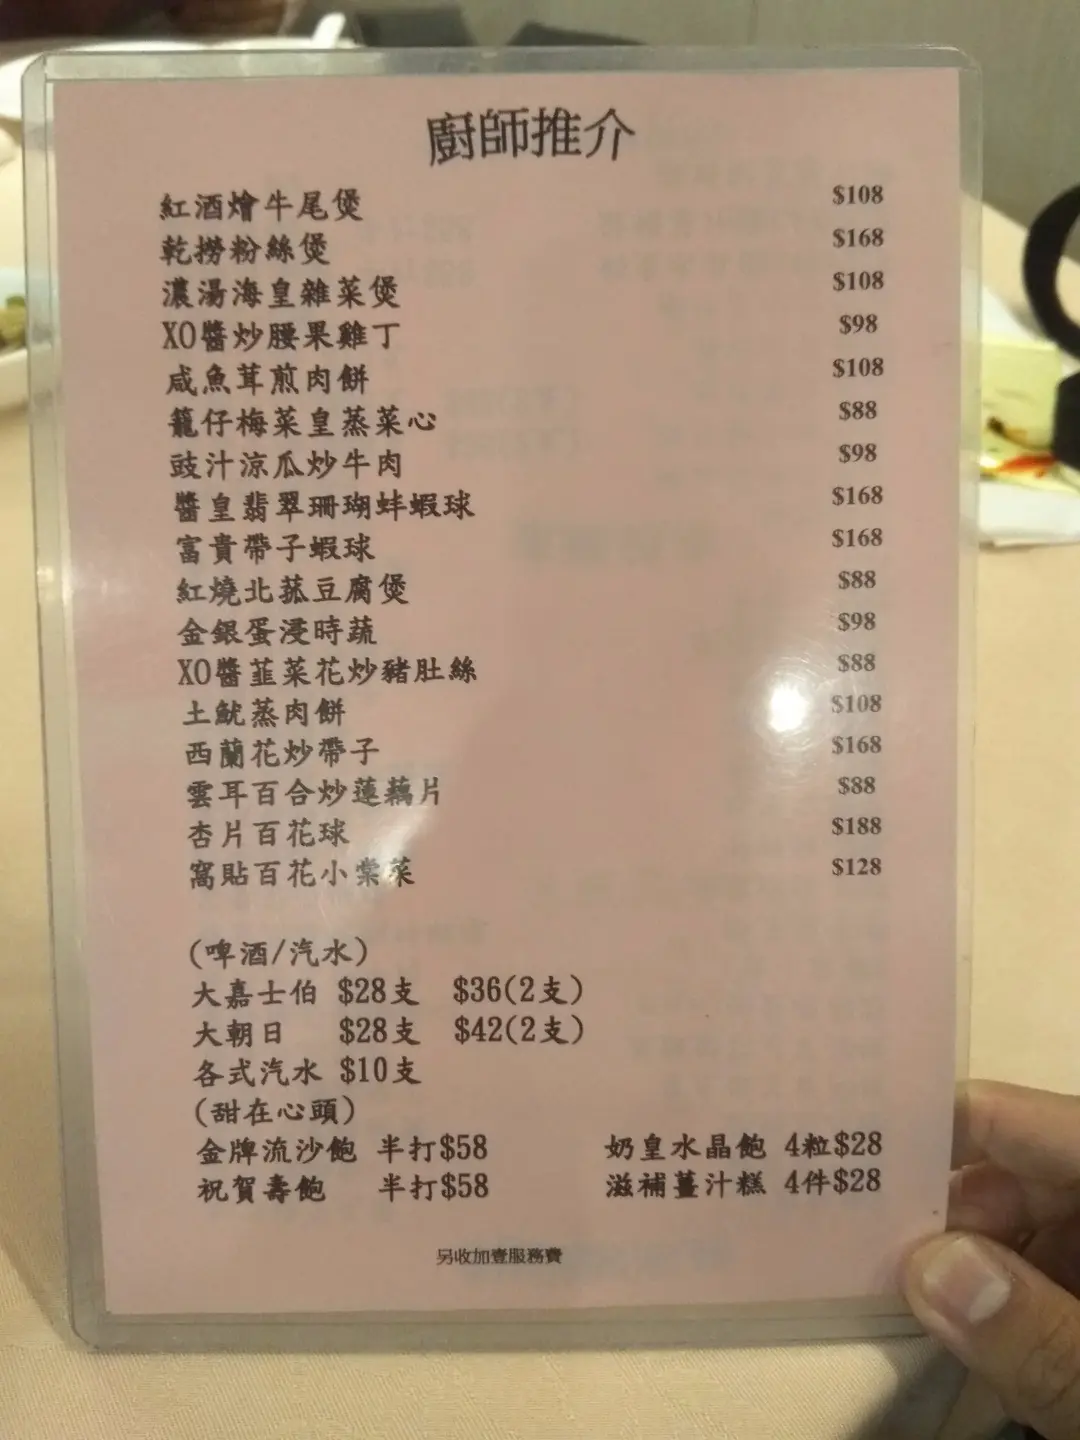 廚師推介
紅酒燴牛尾煲 $108
乾撈粉絲煲 $168
濃湯海皇雜菜煲 $108
XO醬炒腰果雞丁 $98
咸魚茸煎肉餅 $108
籠仔梅菜皇蒸菜心 $88
豉汁涼瓜炒牛肉 $98
醬皇翡翠珊瑚蚌蝦球 $168
富貴帶子蝦球 $168
紅燒北菰豆腐煲 $88
金銀蛋浸時蔬 $98
XO醬韮菜花炒豬肚絲 $88
土魷蒸肉餅 $108
西蘭花炒帶子 $168
雲耳百合炒蓮藕片 $88
杏片百花球 $188
窩貼百花小棠菜 $128
(啤酒/汽水)
大嘉士伯 $28支 $36(2支)
大朝日 $28支 $42(2支)
各式汽水 $10支
(甜在心頭)
金牌流沙飽 半打$58 奶皇水晶飽 4粒$28
祝賀壽飽 半打$58 滋補薑汁糕 4件$28
另收加壹服務費